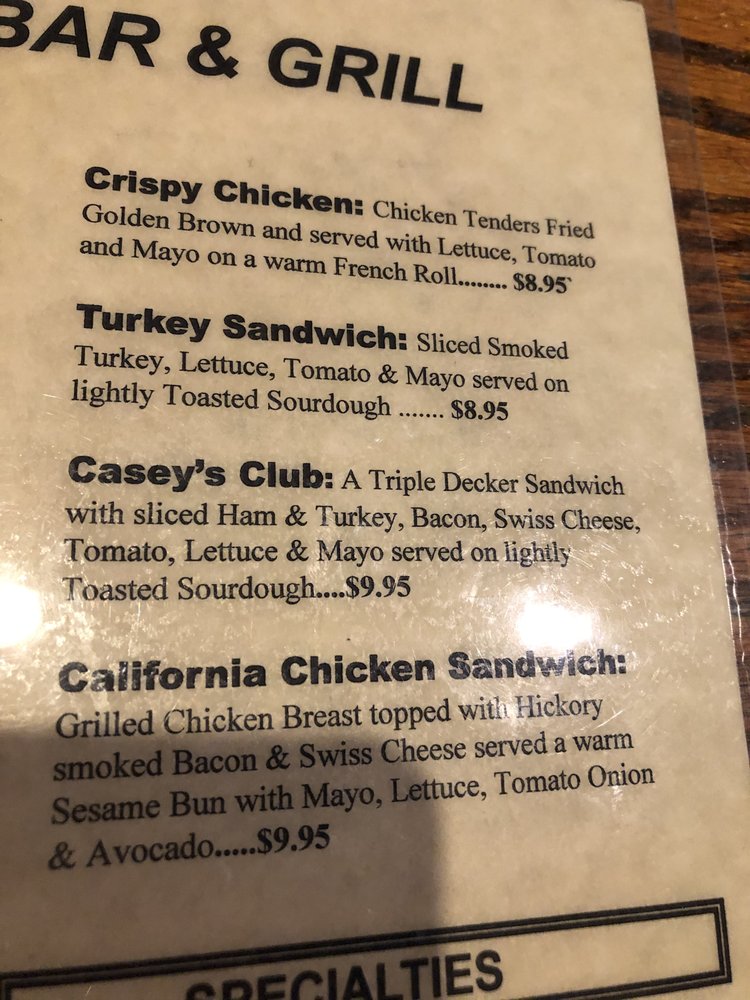 BAR & GRILL
Crispy Chicken: Chicken Tenders Fried
Golden Brown and served with Lettuce, Tomato
and Mayo on a warm French Roll........ $8.95
Turkey Sandwich: Sliced Smoked
Turkey, Lettuce, Tomato & Mayo served on
lightly Toasted Sourdough ....... $8.95
Casey's Club: A Triple Decker Sandwich
with sliced Ham & Turkey, Bacon, Swiss Cheese,
Tomato, Lettuce & Mayo served on lightly
Toasted Sourdough....$9.95
California Chicken Sandwich:
Grilled Chicken Breast topped with Hickory
smoked Bacon & Swiss Cheese served a warm
Sesame Bun with Mayo, Lettuce, Tomato Onion
& Avocado.....$9.95
SPECIALTIES